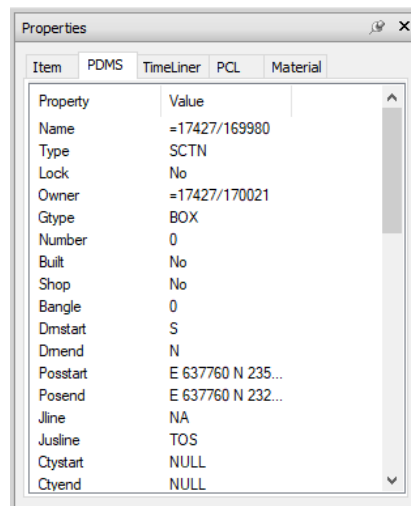 Properties
Item PDMS TimeLiner PCL Material
Property Value
Name =17427/169980
Type SCTN
Lock No
Owner =17427/170021
Gtype BOX
Number 0
Built No
Shop No
Bangle 0
Drnstart S
Drnend N
Posstart E 637760 N 235...
Posend E 637760 N 232...
Jline NA
Jusline TOS
Ctystart NULL
Ctyend NULL